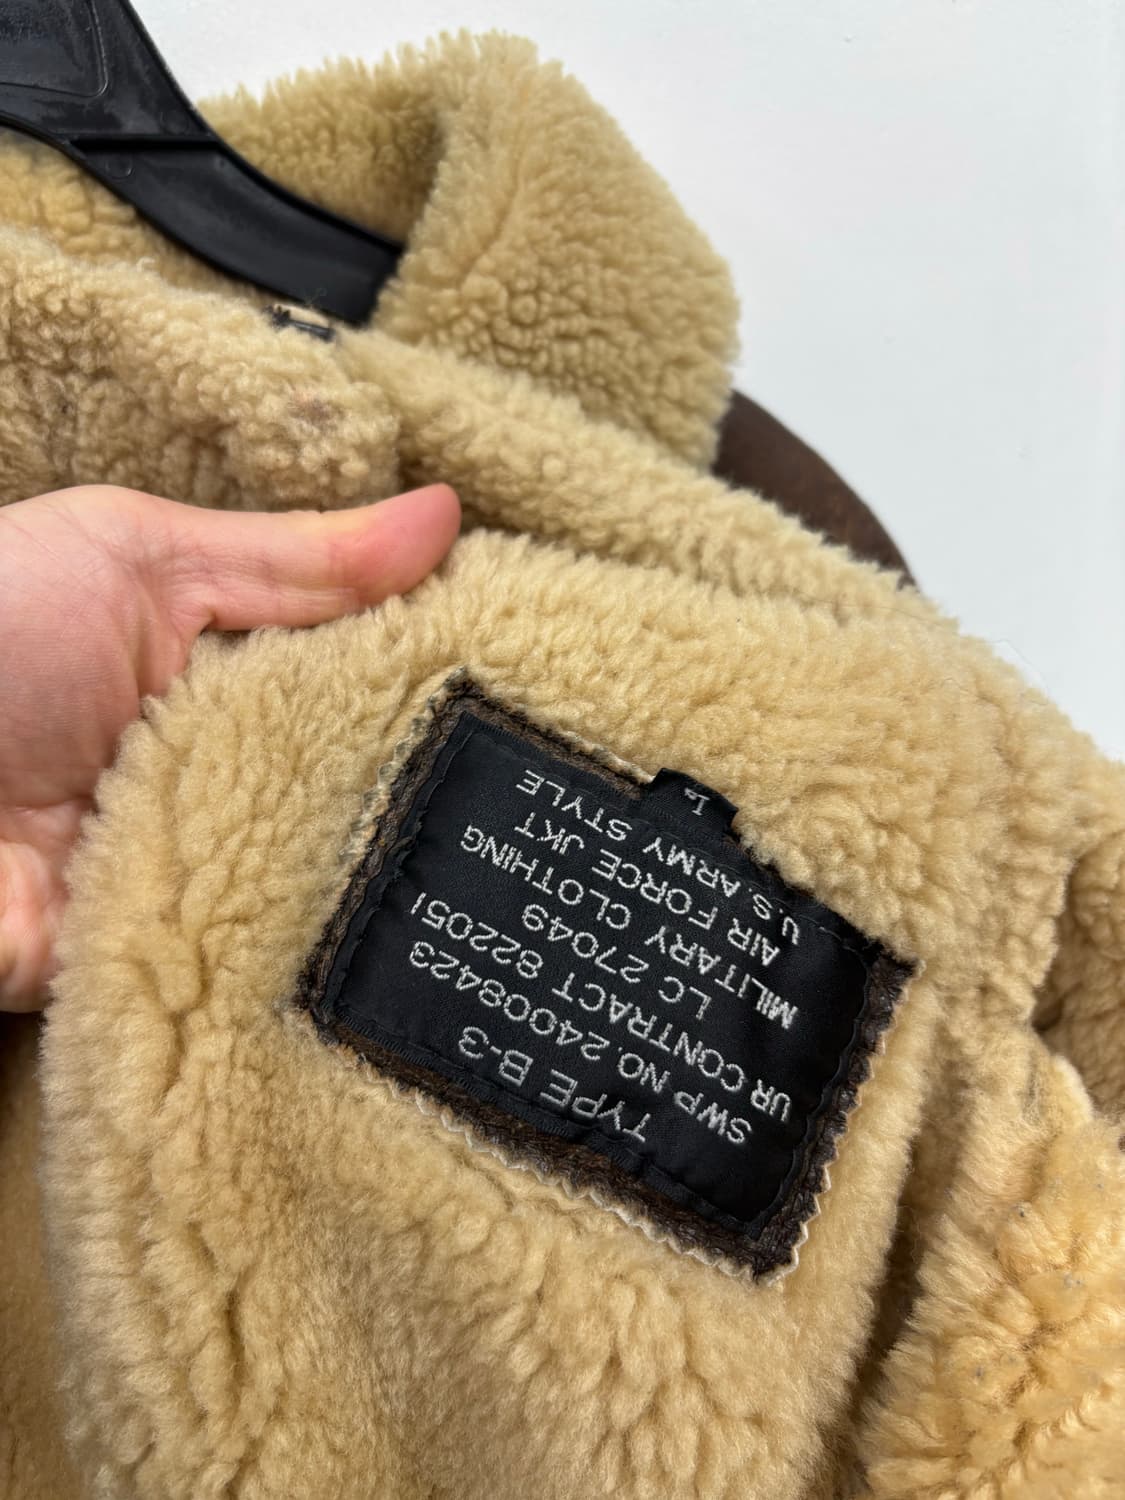 TYPE B-3
SWP NO.24008423
UR CONTRACT 822051
LC 27049
MILITARY CLOTHING
AIR FORCE JKT
U.S.ARMY STYLE